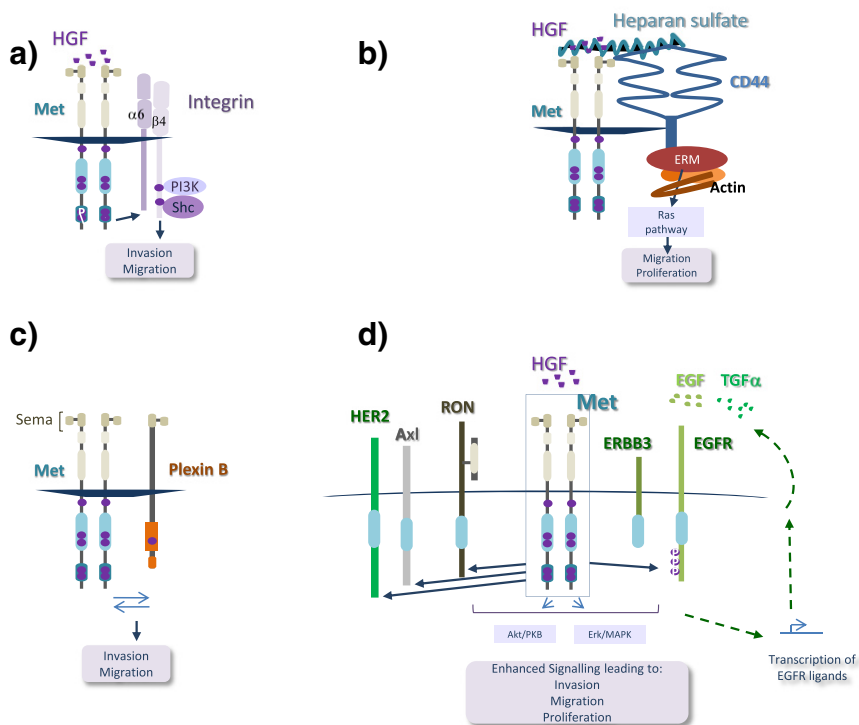 a)
HGF
Met
α6
β4
Integrin
PI3K
Shc
P
Invasion
Migration
b)
Heparan sulfate
HGF
CD44
Met
ERM
Actin
Ras
pathway
Migration
Proliferation
c)
Sema
Met
Plexin B
Invasion
Migration
d)
HGF
EGF
TGFα
Met
RON
HER2
Axl
ERBB3
EGFR
Akt/PKB
Erk/MAPK
Enhanced Signalling leading to:
Invasion
Migration
Proliferation
Transcription of
EGFR ligands